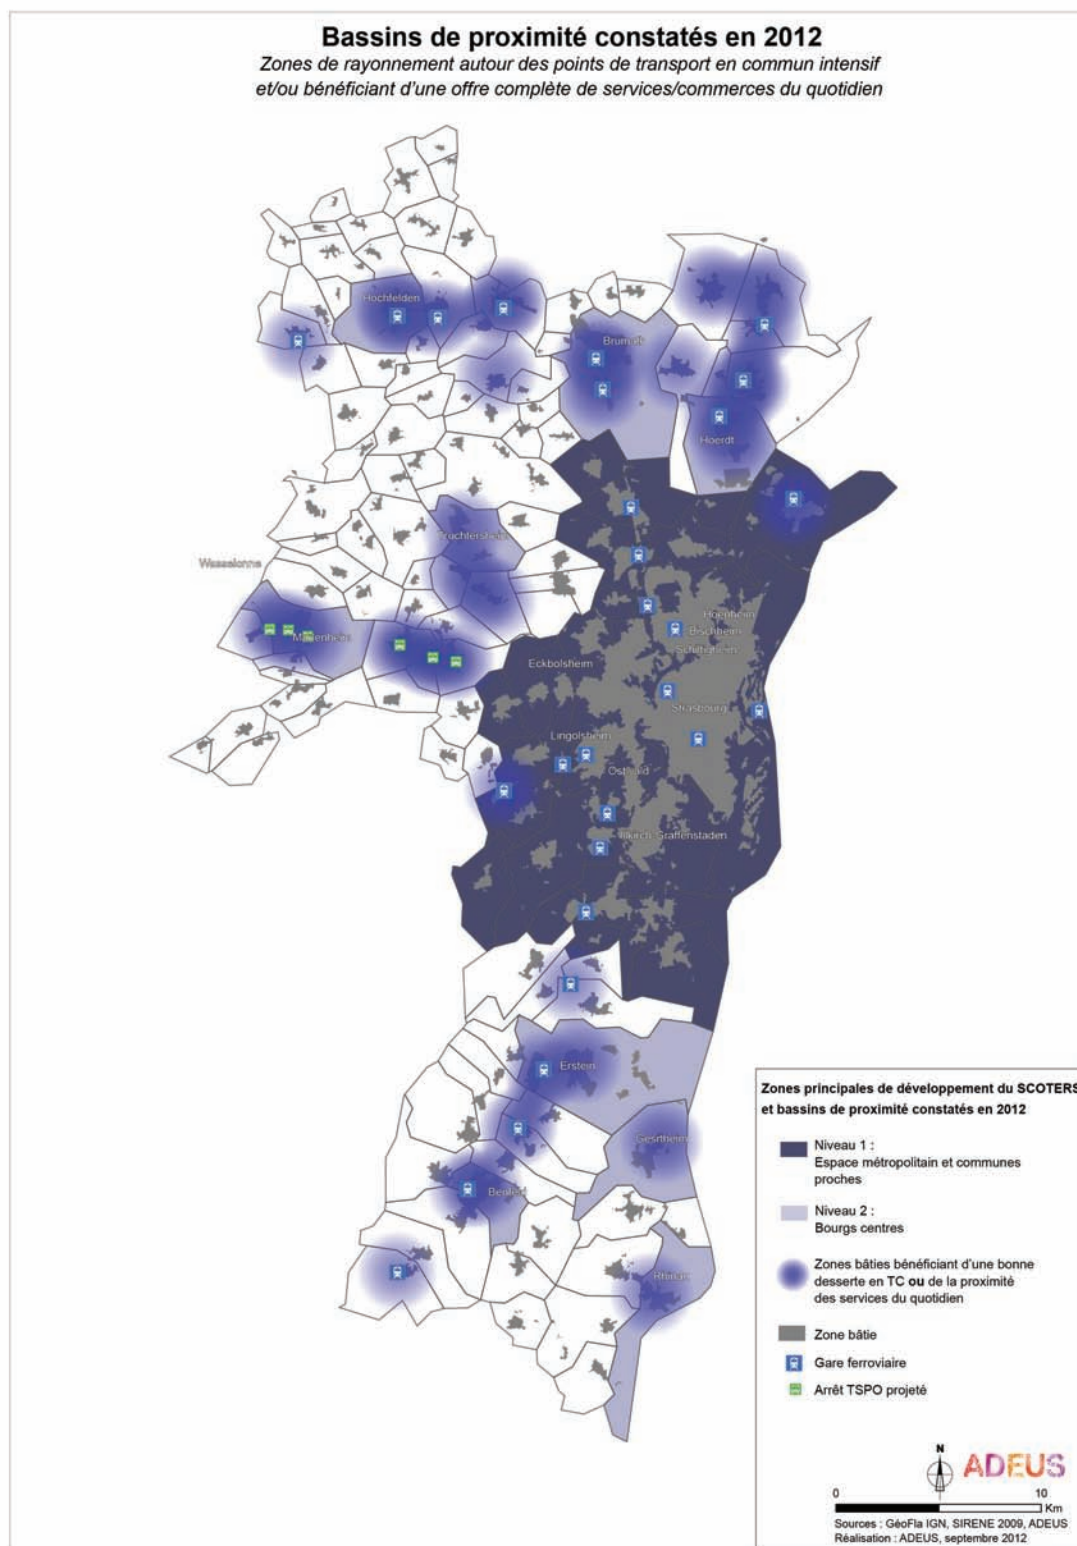 Bassins de proximité constatés en 2012
Zones de rayonnement autour des points de transport en commun intensif
et/ou bénéficiant d'une offre complète de services/commerces du quotidien
Hochfelden
Brumath
Hoerdt
Truchtersheim
Wasselonne
Marlenheim
Hoenheim
Bischheim
Schiltigheim
Eckbolsheim
Strasbourg
Lingolsheim
Ostwald
Illkirch-Graffenstaden
Erstein
Gerstheim
Benfeld
Rhinau
Zones principales de développement du SCOTERS
et bassins de proximité constatés en 2012
Niveau 1 :
Espace métropolitain et communes
proches
Niveau 2 :
Bourgs centres
Zones bâties bénéficiant d'une bonne
desserte en TC ou de la proximité
des services du quotidien
Zone bâtie
Gare ferroviaire
Arrêt TSPO projeté
N
ADEUS
0 10
Km
Sources : GéoFla IGN, SIRENE 2009, ADEUS
Réalisation : ADEUS, septembre 2012